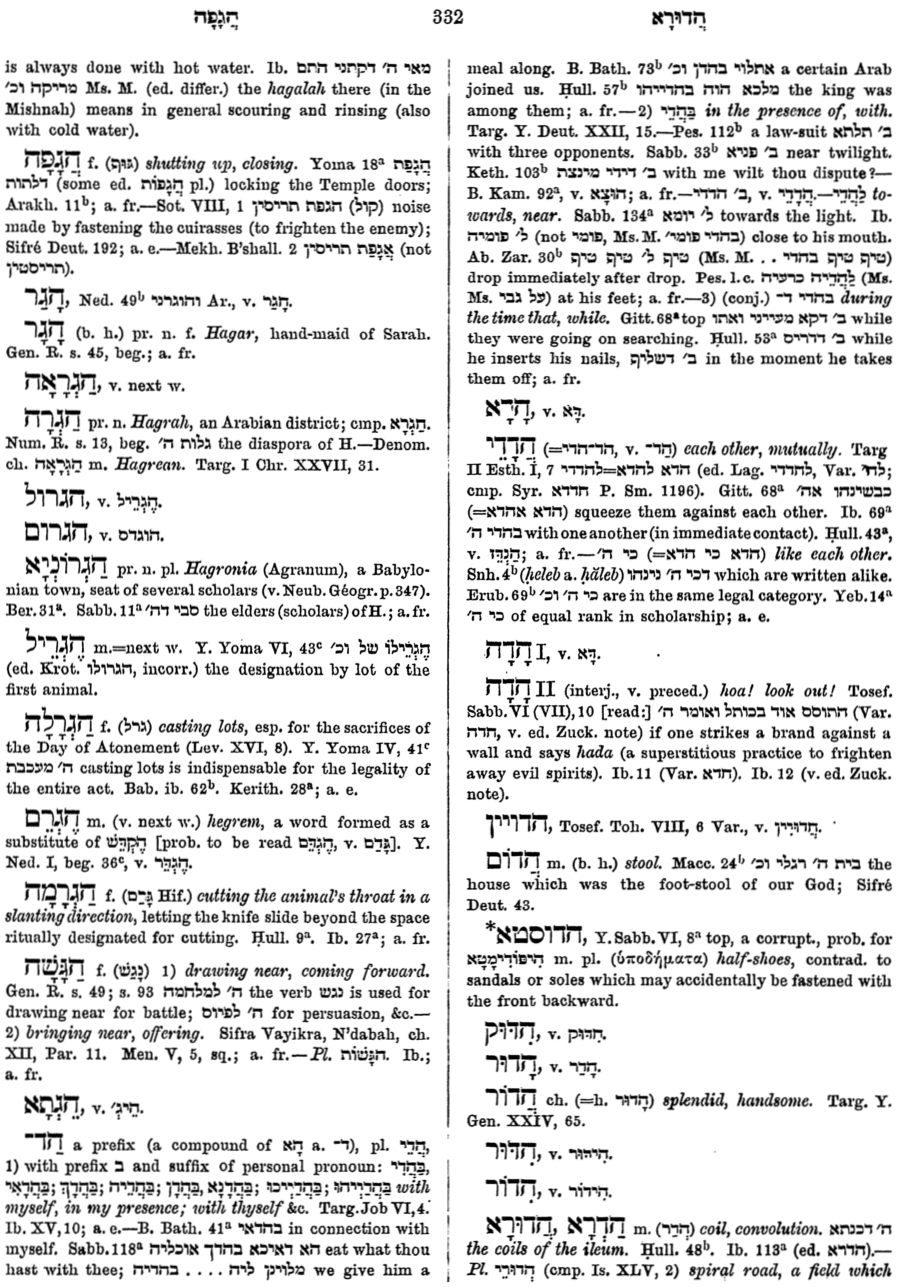 הֲגָפָה 332 הֲדוּרָא
is always done with hot water. Ib. מאי ה' דקתני התם
מריקה וכ' Ms. M. (ed. differ.) the hagalah there (in the
Mishnah) means in general scouring and rinsing (also
with cold water).
הֲגָפָה f. (גּוּף) shutting up, closing. Yoma 18ᵃ הֲגָפַת
דלתות (some ed. הֲגָפוֹת pl.) locking the Temple doors;
Arakh. 11ᵇ; a. fr.—Sot. VIII, 1 (קול) הגפת תריסין noise
made by fastening the cuirasses (to frighten the enemy);
Sifré Deut. 192; a. e.—Mekh. B'shall. 2 אֲגָפַת תריסין (not
תריסטין).
הָגַר, Ned. 49ᵇ והוגרני Ar., v. חֲגַר.
הָגָר (b. h.) pr. n. f. Hagar, hand-maid of Sarah.
Gen. R. s. 45, beg.; a. fr.
הַגְרָאָה, v. next w.
הַגְרָה pr. n. Hagrah, an Arabian district; cmp. חַגְרָא.
Num. R. s. 13, beg. גלות ה' the diaspora of H.—Denom.
ch. הַגְרָאָה m. Hagrean. Targ. I Chr. XXVII, 31.
הגרול, v. הֶגְרֵיל.
הגרום, v. הוגדס.
הַגְרוֹנְיָא pr. n. pl. Hagronia (Agranum), a Babylo-
nian town, seat of several scholars (v. Neub. Géogr. p. 347).
Ber. 31ᵃ. Sabb. 11ᵃ סבי דה' the elders (scholars) of H.; a. fr.
הֶגְרֵיל m.=next w. Y. Yoma VI, 43ᶜ הֶגְרֵילוֹ של וכ'
(ed. Krot. הגרולו, incorr.) the designation by lot of the
first animal.
הַגְרָלָה f. (גרל) casting lots, esp. for the sacrifices of
the Day of Atonement (Lev. XVI, 8). Y. Yoma IV, 41ᶜ
ה' מעכבת casting lots is indispensable for the legality of
the entire act. Bab. ib. 62ᵇ. Kerith. 28ᵃ; a. e.
הֶגְרֵם m. (v. next w.) hegrem, a word formed as a
substitute of הֶקְדֵּשׁ [prob. to be read הֶגְדֵּם, v. גָּדַם]. Y.
Ned. I, beg. 36ᶜ, v. הֶגְדֵּר.
הַגְרָמָה f. (גָּרַם Hif.) cutting the animal's throat in a
slanting direction, letting the knife slide beyond the space
ritually designated for cutting. Ḥull. 9ᵃ. Ib. 27ᵃ; a. fr.
הַגָּשָׁה f. (נָגַשׁ) 1) drawing near, coming forward.
Gen. R. s. 49; s. 93 ה' למלחמה the verb נגש is used for
drawing near for battle; ה' לפיוס for persuasion, &c.—
2) bringing near, offering. Sifra Vayikra, N'dabah, ch.
XII, Par. 11. Men. V, 5, sq.; a. fr.—Pl. הגָּשׁוֹת. Ib.;
a. fr.
הֵגְתָא, v. הֵיגְ'.
הַד־ a prefix (a compound of הָא a. ד־), pl. הֲדֵי,
1) with prefix ב and suffix of personal pronoun: בַּהֲדֵי,
בַּהֲדָאי; בַּהֲדָךְ; בַּהֲדֵיה; בַּהֲדָן, בַּהֲדָנָא; בַּהֲדַיְיכוּ; בַּהֲדַיְיהוּ with
myself, in my presence; with thyself &c. Targ. Job VI, 4.
Ib. XV, 10; a. e.—B. Bath. 41ᵃ בהדאי in connection with
myself. Sabb. 118ᵃ הא דאיכא בהדך אוכליה eat what thou
hast with thee; מלוינן ליה .... בהדיה we give him a
meal along. B. Bath. 73ᵇ אתלוי בהדן וכ' a certain Arab
joined us. Ḥull. 57ᵇ מלכא הוה בהדייהו the king was
among them; a. fr.—2) בַּהֲדֵי in the presence of, with.
Targ. Y. Deut. XXII, 15.—Pes. 112ᵇ ב' תלתא a law-suit
with three opponents. Sabb. 33ᵇ ב' פניא near twilight.
Keth. 103ᵇ ב' דידי מינצת with me wilt thou dispute?—
B. Kam. 92ᵃ, v. הוּצָא; a. fr.—ב' הדדי, v. הֲדָדֵי.—לַהֲדֵי to-
wards, near. Sabb. 134ᵃ ל' יומא towards the light. Ib.
ל' פומיה (not פומי, Ms. M. בהדי פומי') close to his mouth.
Ab. Zar. 30ᵇ טיף טיף ל' טיף טיף (Ms. M. ... טיף טיף בהדי)
drop immediately after drop. Pes. l. c. לַהֲדֵיה כרעיה (Ms.
Ms. על גבי) at his feet; a. fr.—3) (conj.) בהדי ד־ during
the time that, while. Gitt. 68ᵃ top ב' דקא מעייני ואתו while
they were going on searching. Ḥull. 53ᵃ ב' דדריס while
he inserts his nails, ב' דשליף in the moment he takes
them off; a. fr.
הָדָא, v. דָּא.
הֲדָדֵי (=הד־הדי, v. הַד־) each other, mutually. Targ
II Esth. I, 7 הדא להדא=להדדי (ed. Lag. לחדדי, Var. לחד';
cmp. Syr. חדדא P. Sm. 1196). Gitt. 68ᵃ כבשינהו אה'
(=הדא אהדא) squeeze them against each other. Ib. 69ᵃ
בהדי ה' with one another (in immediate contact). Ḥull. 43ᵃ,
v. הַנְדֵּז; a. fr.—כי ה' (=הדא כי הדא) like each other.
Snh. 4ᵇ (ḥeleb a. ḥăleb) דכי ה' נינהו which are written alike.
Erub. 69ᵇ כי ה' וכ' are in the same legal category. Yeb. 14ᵃ
כי ה' of equal rank in scholarship; a. e.
הָדָה I, v. דָּא.
הָדָה II (interj., v. preced.) hoa! look out! Tosef.
Sabb. VI (VII), 10 [read:] התוסס אוד בכותל ואומר ה' (Var.
הדה, v. ed. Zuck. note) if one strikes a brand against a
wall and says hada (a superstitious practice to frighten
away evil spirits). Ib. 11 (Var. הדא). Ib. 12 (v. ed. Zuck.
note).
הדויין, Tosef. Toh. VIII, 6 Var., v. חֲדוּיִין.
הֲדוֹם m. (b. h.) stool. Macc. 24ᵇ בית ה' רגלי וכ' the
house which was the foot-stool of our God; Sifré
Deut. 43.
*הדוסטא, Y. Sabb. VI, 8ᵃ top, a corrupt., prob. for
הִיפּוֹדֵימָטָא m. pl. (ὑποδήματα) half-shoes, contrad. to
sandals or soles which may accidentally be fastened with
the front backward.
הִדּוּק, v. הִידּוּק.
הָדוּר, v. הָדַר.
הֲדוֹר ch. (=h. הָדוּר) splendid, handsome. Targ. Y.
Gen. XXIV, 65.
הִדּוּר, v. הִידּוּר.
הִדּוֹר, v. הידור.
הֲדוּרָא, הַדְרָא m. (הֲדַר) coil, convolution. ה' דכנתא
the coils of the ileum. Ḥull. 48ᵇ. Ib. 113ᵃ (ed. הדרא).—
Pl. הֲדוּרֵי (cmp. Is. XLV, 2) spiral road, a field which